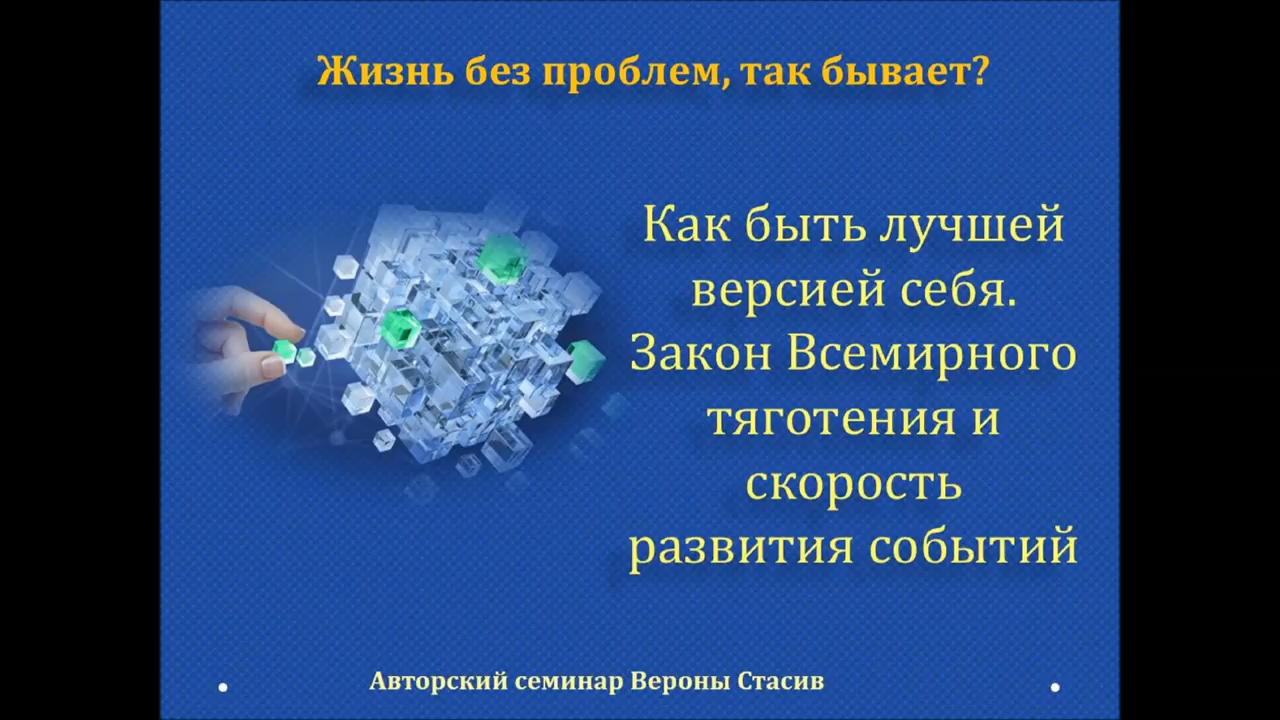 Жизнь без проблем, так бывает?
Как быть лучшей
версией себя.
Закон Всемирного
тяготения и
скорость
развития событий
Авторский семинар Вероны Стасив